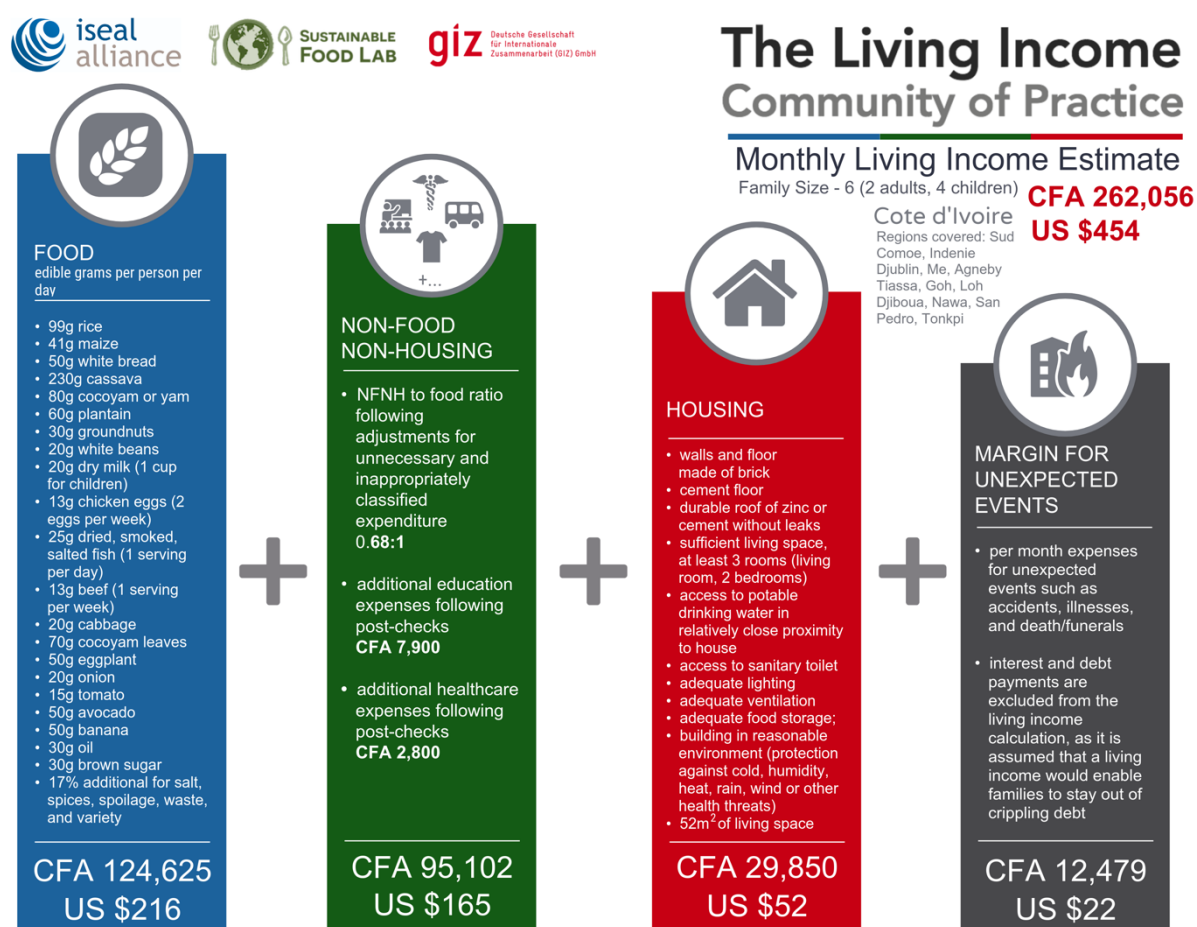 iseal
alliance
SUSTAINABLE
FOOD LAB
giz
Deutsche Gesellschaft
für Internationale
Zusammenarbeit (GIZ) GmbH
The Living Income
Community of Practice
Monthly Living Income Estimate
Family Size - 6 (2 adults, 4 children)
CFA 262,056
US $454
Cote d'Ivoire
Regions covered: Sud
Comoe, Indenie
Djublin, Me, Agneby
Tiassa, Goh, Loh
Djiboua, Nawa, San
Pedro, Tonkpi
FOOD
edible grams per person per
day
• 99g rice
• 41g maize
• 50g white bread
• 230g cassava
• 80g cocoyam or yam
• 60g plantain
• 30g groundnuts
• 20g white beans
• 20g dry milk (1 cup
for children)
• 13g chicken eggs (2
eggs per week)
• 25g dried, smoked,
salted fish (1 serving
per day)
• 13g beef (1 serving
per week)
• 20g cabbage
• 70g cocoyam leaves
• 50g eggplant
• 20g onion
• 15g tomato
• 50g avocado
• 50g banana
• 30g oil
• 30g brown sugar
• 17% additional for salt,
spices, spoilage, waste,
and variety
CFA 124,625
US $216
+...
NON-FOOD
NON-HOUSING
• NFNH to food ratio
following
adjustments for
unnecessary and
inappropriately
classified
expenditure
0.68:1
• additional education
expenses following
post-checks
CFA 7,900
• additional healthcare
expenses following
post-checks
CFA 2,800
CFA 95,102
US $165
HOUSING
• walls and floor
made of brick
• cement floor
• durable roof of zinc or
cement without leaks
• sufficient living space,
at least 3 rooms (living
room, 2 bedrooms)
• access to potable
drinking water in
relatively close proximity
to house
• access to sanitary toilet
• adequate lighting
• adequate ventilation
• adequate food storage;
• building in reasonable
environment (protection
against cold, humidity,
heat, rain, wind or other
health threats)
• 52m² of living space
CFA 29,850
US $52
MARGIN FOR
UNEXPECTED
EVENTS
• per month expenses
for unexpected
events such as
accidents, illnesses,
and death/funerals
• interest and debt
payments are
excluded from the
living income
calculation, as it is
assumed that a living
income would enable
families to stay out of
crippling debt
CFA 12,479
US $22